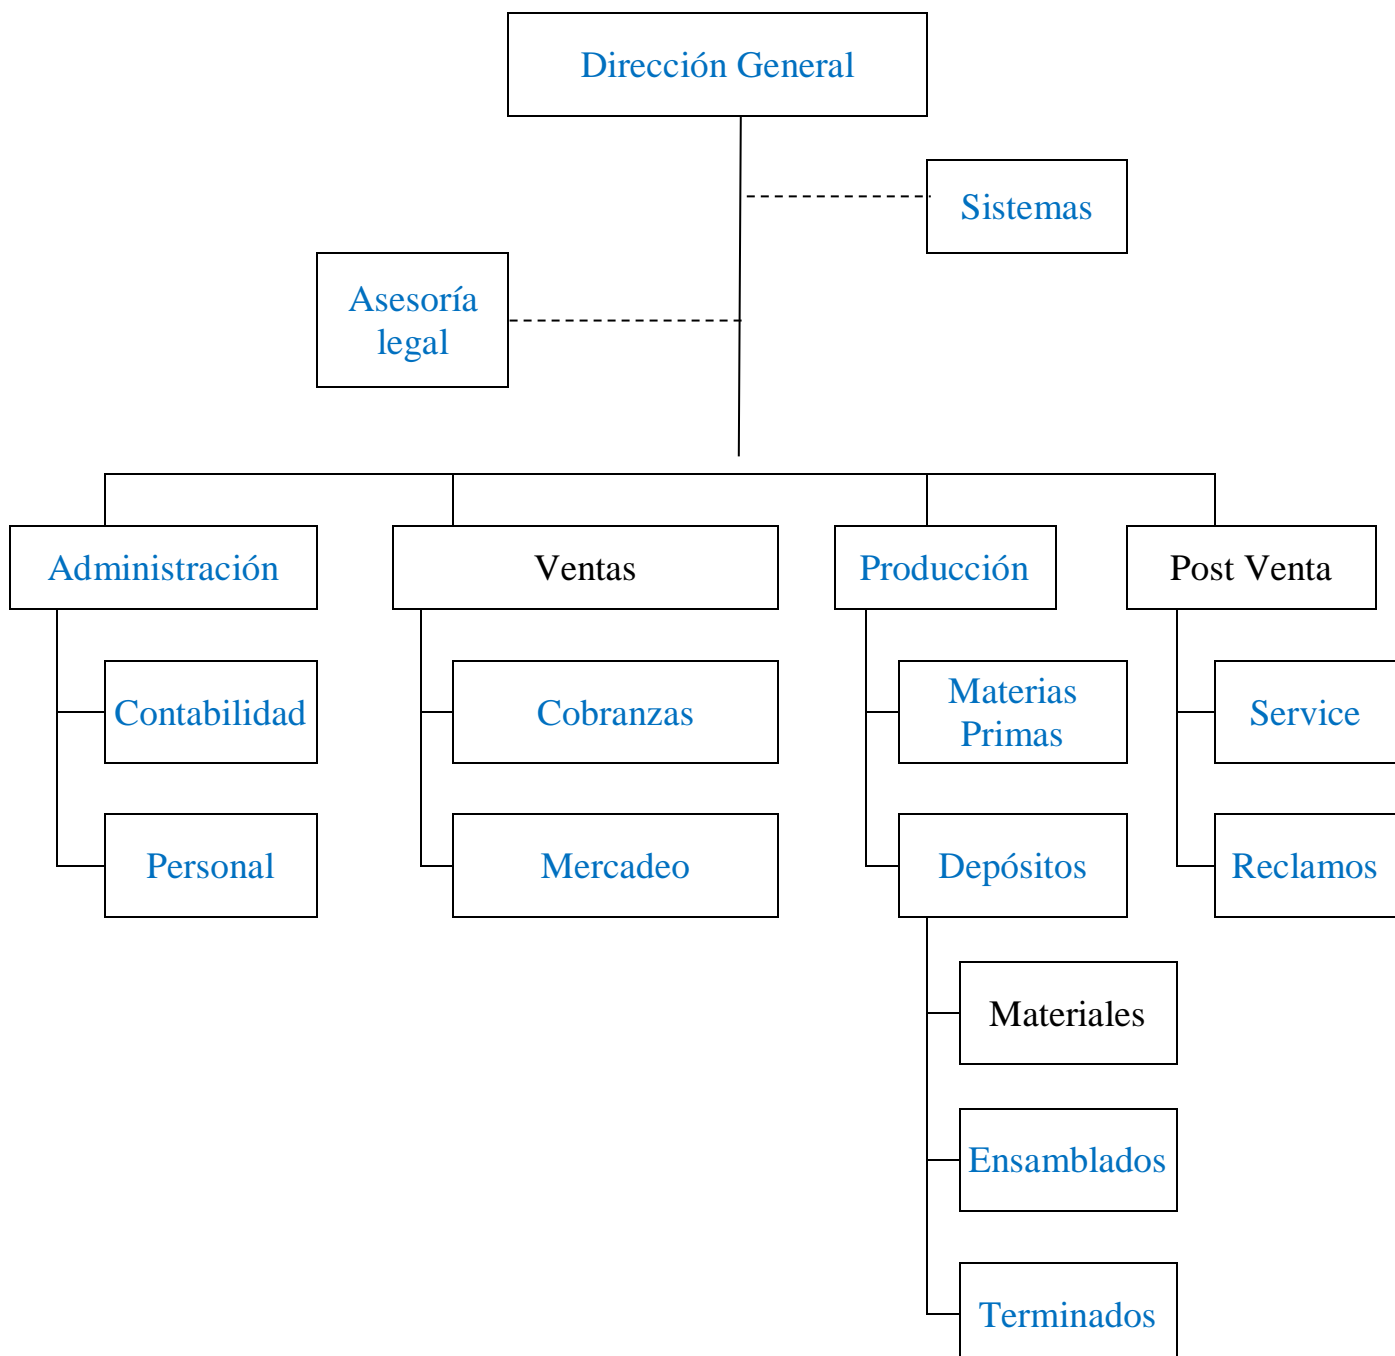 Dirección General
Sistemas
Asesoría
legal
Administración
Ventas
Producción
Post Venta
Contabilidad
Cobranzas
Materias
Primas
Service
Personal
Mercadeo
Depósitos
Reclamos
Materiales
Ensamblados
Terminados